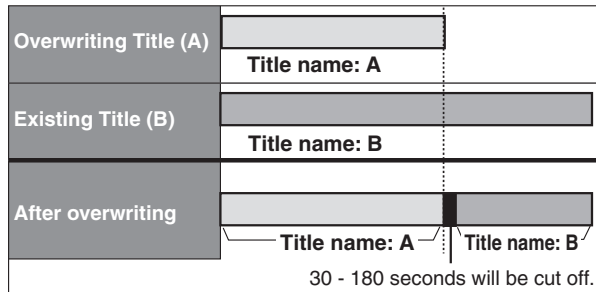 Overwriting Title (A)
Title name: A
Existing Title (B)
Title name: B
After overwriting
Title name: A Title name: B
30 - 180 seconds will be cut off.